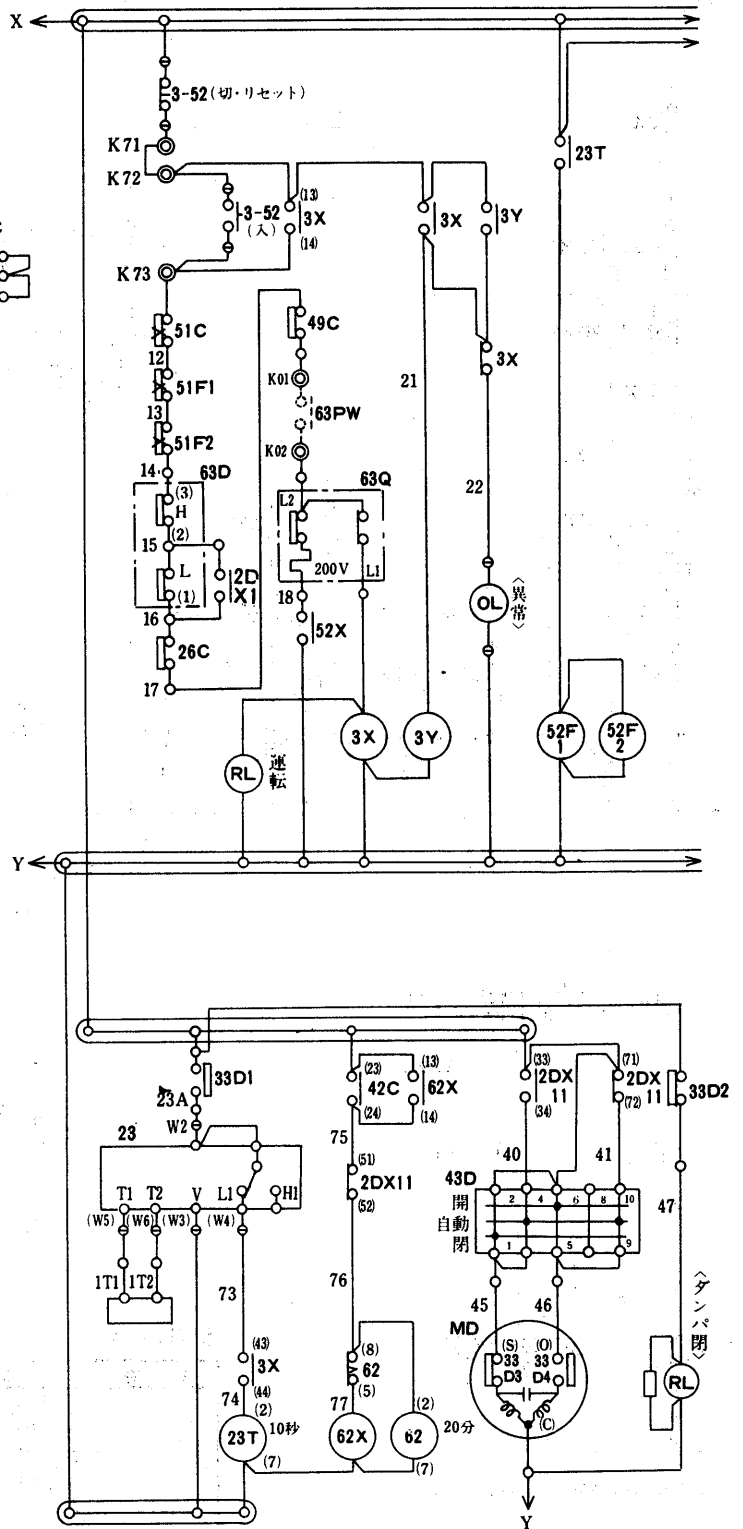 X
3-52(切・リセット)
K71
K72
23T
3-52
(入)
(13)
3X
(14)
3X
3Y
K73
51C
12
51F1
13
51F2
14
63D
(3)
H
(2)
15
L
(1)
2D
X1
16
26C
17
49C
K01
63PW
K02
63Q
L2
200V
L1
18
52X
21
3X
22
OL
〈異常〉
RL
運転
3X
3Y
52F
1
52F
2
Y
33D1
23A
W2
23
T1
T2
V
L1
H1
(W5)
(W6)
(W3)
(W4)
1T1
1T2
73
(43)
3X
(44)
74
(2)
23T
10秒
(7)
(23)
42C
(24)
(13)
62X
(14)
75
(51)
2DX11
(52)
76
(8)
62
(5)
77
62X
(2)
62
20分
(7)
(33)
2DX
11
(34)
(71)
2DX
11
(72)
33D2
40
41
43D
開
自動
閉
2
4
6
8
10
1
5
9
45
46
47
MD
(S)
33
D3
(O)
33
D4
(C)
〈ダンパ閉〉
RL
Y